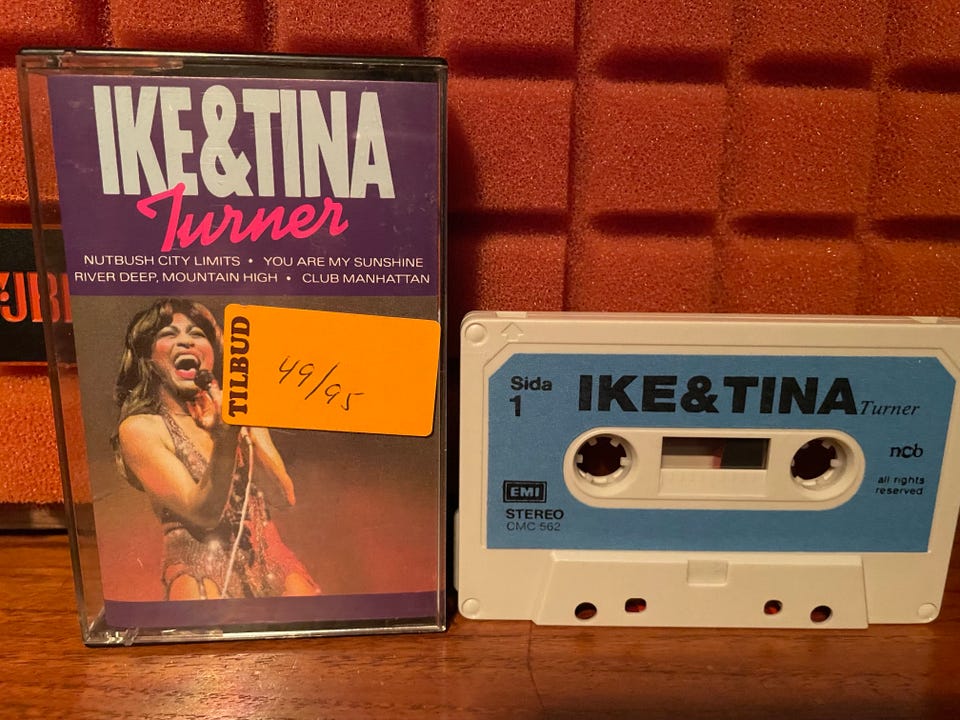 IKE&TINA
Turner
NUTBUSH CITY LIMITS • YOU ARE MY SUNSHINE
RIVER DEEP, MOUNTAIN HIGH • CLUB MANHATTAN
JBL
TILBUD
49/95
Sida
1
IKE&TINA Turner
ncb
all rights
reserved
EMI
STEREO
CMC 562